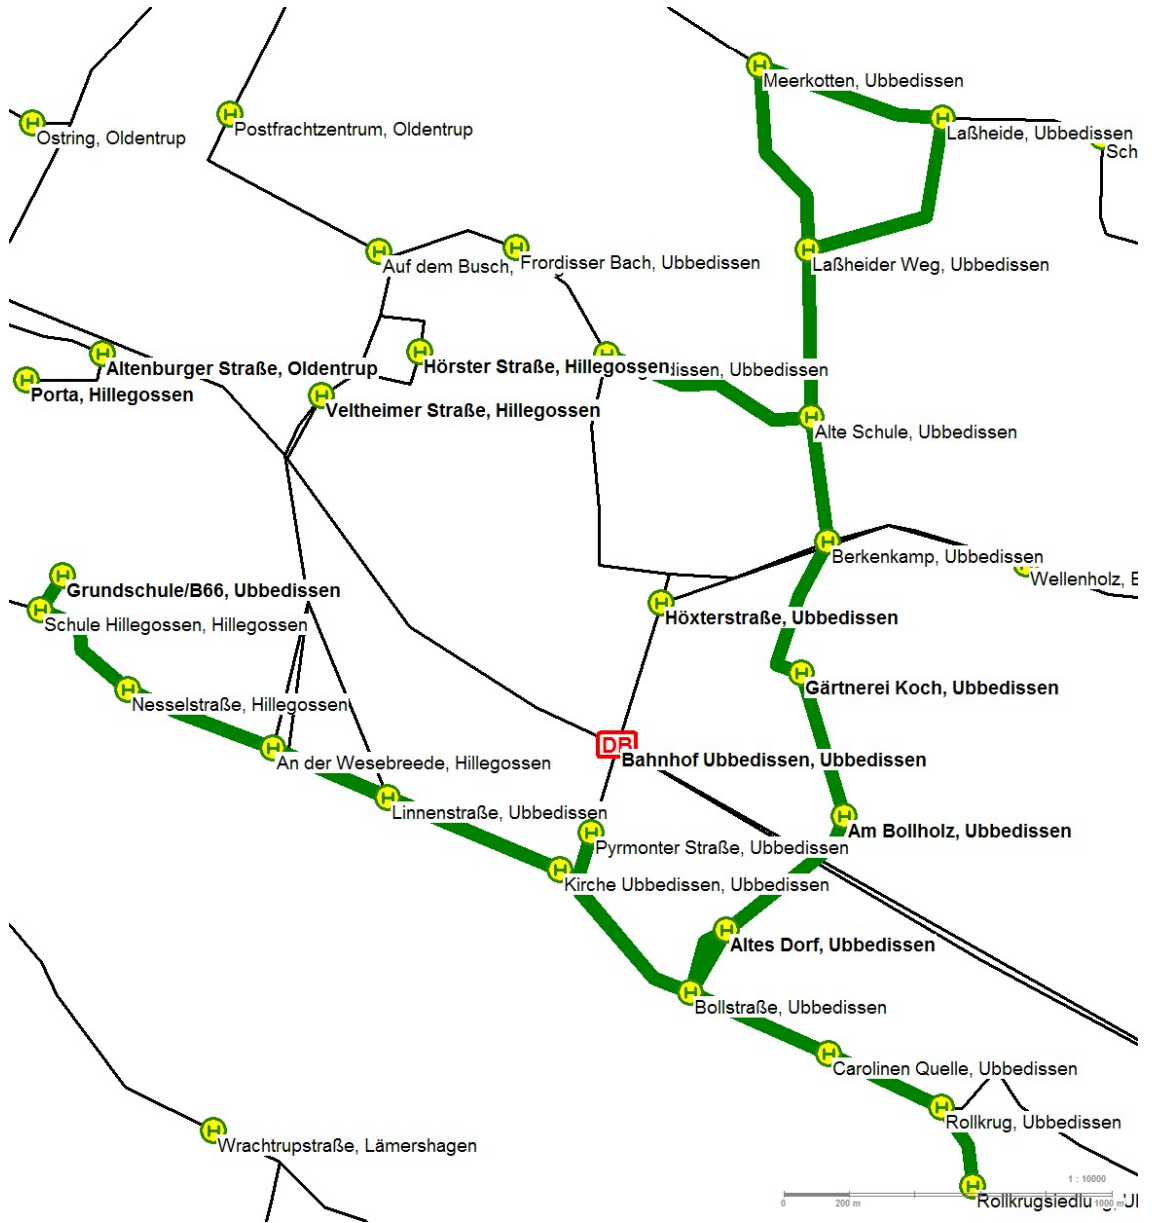 Meerkotten, Ubbedissen
Ostring, Oldentrup
Postfrachtzentrum, Oldentrup
Laßheide, Ubbedissen
Sch
Auf dem Busch,
Frordisser Bach, Ubbedissen
Laßheider Weg, Ubbedissen
Altenburger Straße, Oldentrup
Hörster Straße, Hillegossen
issen, Ubbedissen
Porta, Hillegossen
Veltheimer Straße, Hillegossen
Alte Schule, Ubbedissen
Berkenkamp, Ubbedissen
Wellenholz, B
Grundschule/B66, Ubbedissen
Schule Hillegossen, Hillegossen
Höxterstraße, Ubbedissen
Gärtnerei Koch, Ubbedissen
Nesselstraße, Hillegossen
DB
Bahnhof Ubbedissen, Ubbedissen
An der Wesebreede, Hillegossen
Linnenstraße, Ubbedissen
Am Bollholz, Ubbedissen
Pyrmonter Straße, Ubbedissen
Kirche Ubbedissen, Ubbedissen
Altes Dorf, Ubbedissen
Bollstraße, Ubbedissen
Carolinen Quelle, Ubbedissen
Rollkrug, Ubbedissen
Wrachtrupstraße, Lämershagen
1 : 10000
Rollkrugsiedlu
0 200 m 1000 m